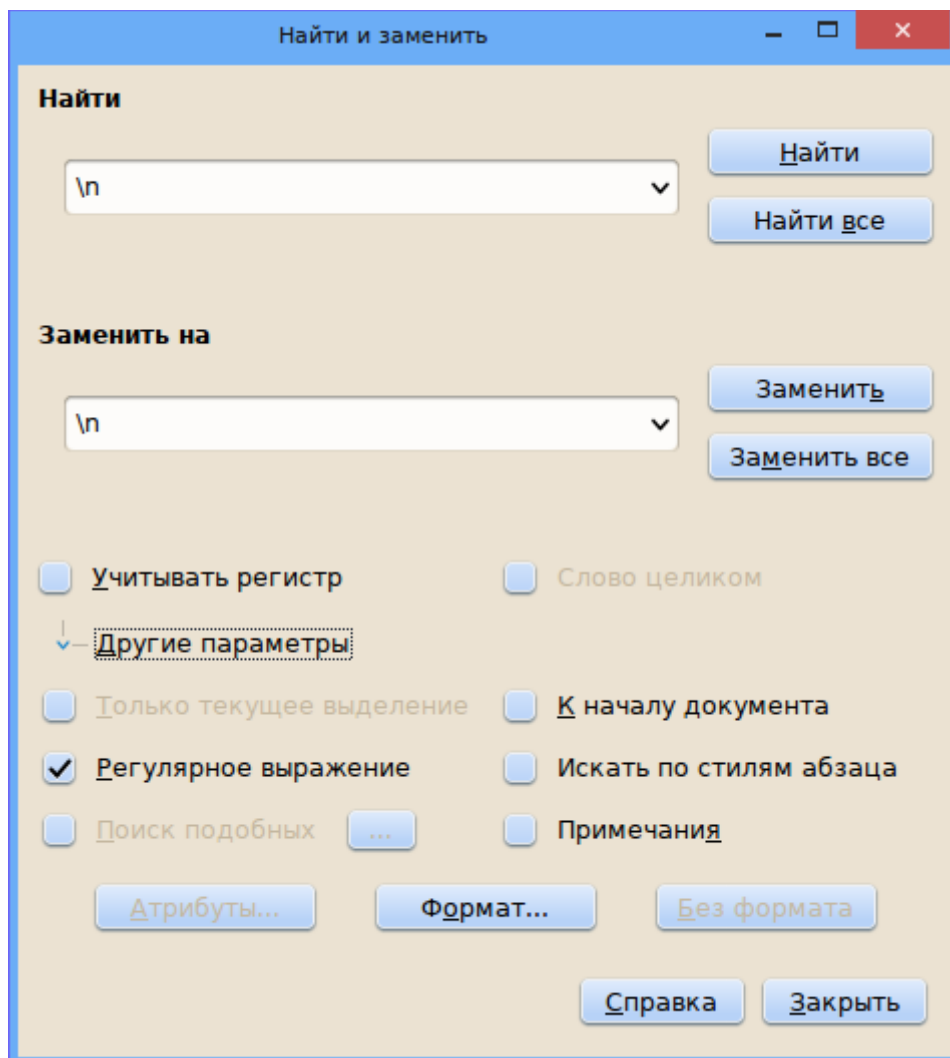 Найти и заменить
Найти
\n
Найти
Найти все
Заменить на
\n
Заменить
Заменить все
Учитывать регистр
Слово целиком
Другие параметры
Только текущее выделение
К началу документа
Регулярное выражение
Искать по стилям абзаца
Поиск подобных
...
Примечания
Атрибуты...
Формат...
Без формата
Справка
Закрыть